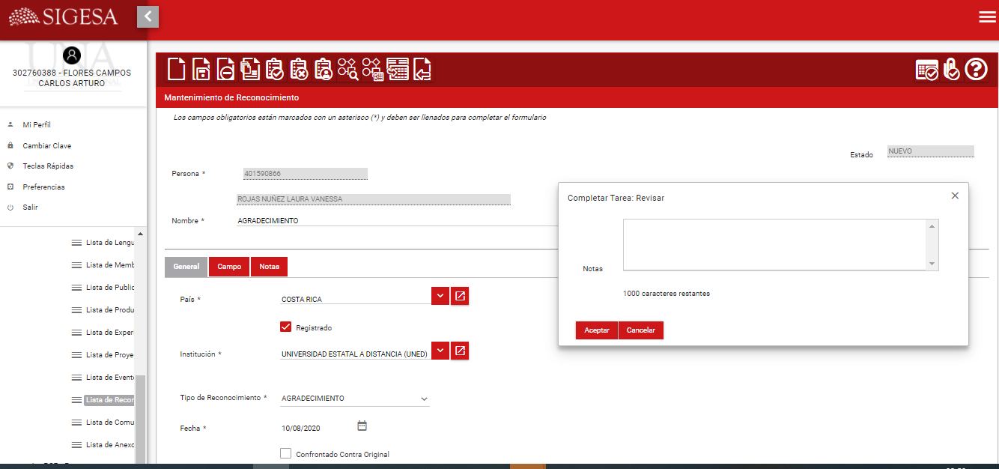 SIGESA
UNA
302760388 - FLORES CAMPOS
CARLOS ARTURO
Mi Perfil
Cambiar Clave
Teclas Rápidas
Preferencias
Salir
Lista de Lengu
Lista de Memb
Lista de Public
Lista de Produ
Lista de Exper
Lista de Proye
Lista de Event
Lista de Recor
Lista de Comu
Lista de Anexo
Mantenimiento de Reconocimiento
Los campos obligatorios están marcados con un asterisco (*) y deben ser llenados para completar el formulario
Estado NUEVO
Persona * 401590866
ROJAS NUÑEZ LAURA VANESSA
Nombre * AGRADECIMIENTO
General Campo Notas
País * COSTA RICA
Registrado
Institución * UNIVERSIDAD ESTATAL A DISTANCIA (UNED)
Tipo de Reconocimiento * AGRADECIMIENTO
Fecha * 10/08/2020
Confrontado Contra Original
Completar Tarea: Revisar
Notas
1000 caracteres restantes
Aceptar Cancelar